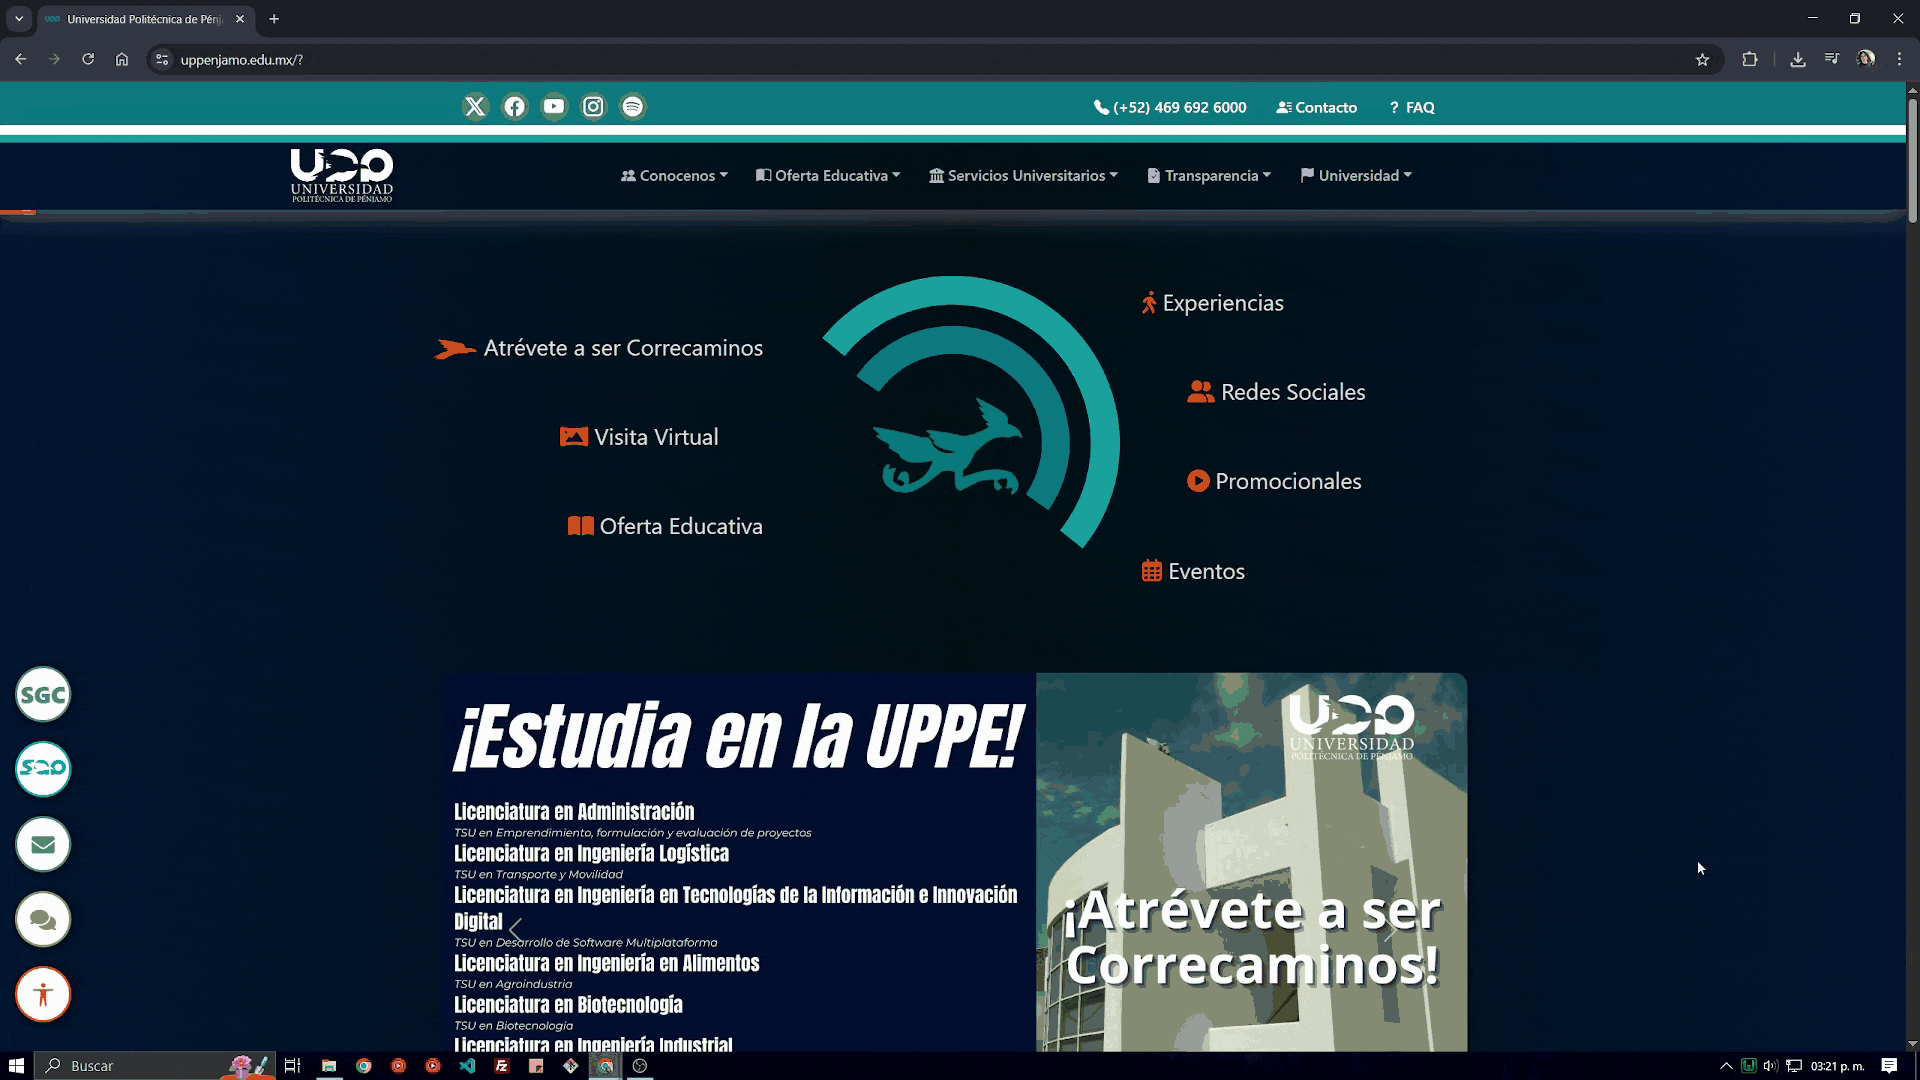 Universidad Politécnica de Pénj
uppenjamo.edu.mx/?
(+52) 469 692 6000
Contacto
? FAQ
UNIVERSIDAD
POLITÉCNICA DE PÉNJAMO
Conocenos
Oferta Educativa
Servicios Universitarios
Transparencia
Universidad
Experiencias
Atrévete a ser Correcaminos
Redes Sociales
Visita Virtual
Promocionales
Oferta Educativa
Eventos
SGC
¡Estudia en la UPPE!
Licenciatura en Administración
TSU en Emprendimiento, formulación y evaluación de proyectos
Licenciatura en Ingeniería Logística
TSU en Transporte y Movilidad
Licenciatura en Ingeniería en Tecnologías de la Información e Innovación
Digital
TSU en Desarrollo de Software Multiplataforma
Licenciatura en Ingeniería en Alimentos
TSU en Agroindustria
Licenciatura en Biotecnología
TSU en Biotecnología
Licenciatura en Ingeniería Industrial
UNIVERSIDAD
POLITÉCNICA DE PÉNJAMO
¡Atrévete a ser
Correcaminos!
Buscar
03:21 p. m.